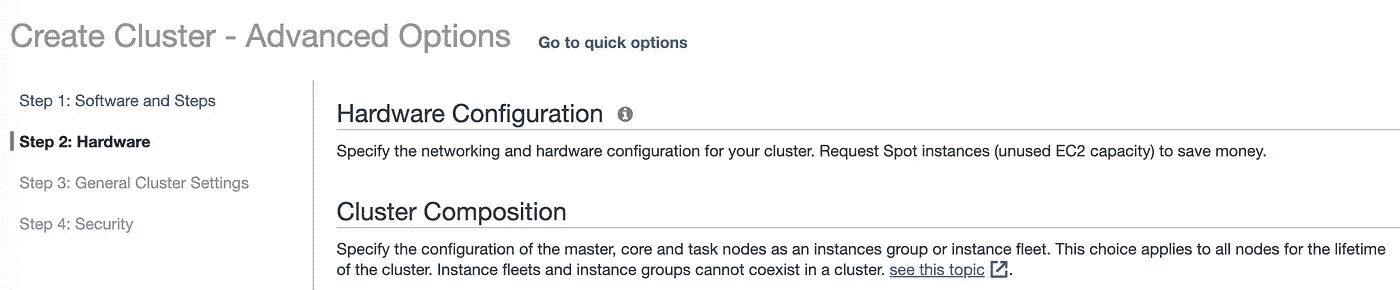 Create Cluster - Advanced Options Go to quick options
Step 1: Software and Steps
Step 2: Hardware
Step 3: General Cluster Settings
Step 4: Security
Hardware Configuration
Specify the networking and hardware configuration for your cluster. Request Spot instances (unused EC2 capacity) to save money.
Cluster Composition
Specify the configuration of the master, core and task nodes as an instances group or instance fleet. This choice applies to all nodes for the lifetime
of the cluster. Instance fleets and instance groups cannot coexist in a cluster. see this topic .